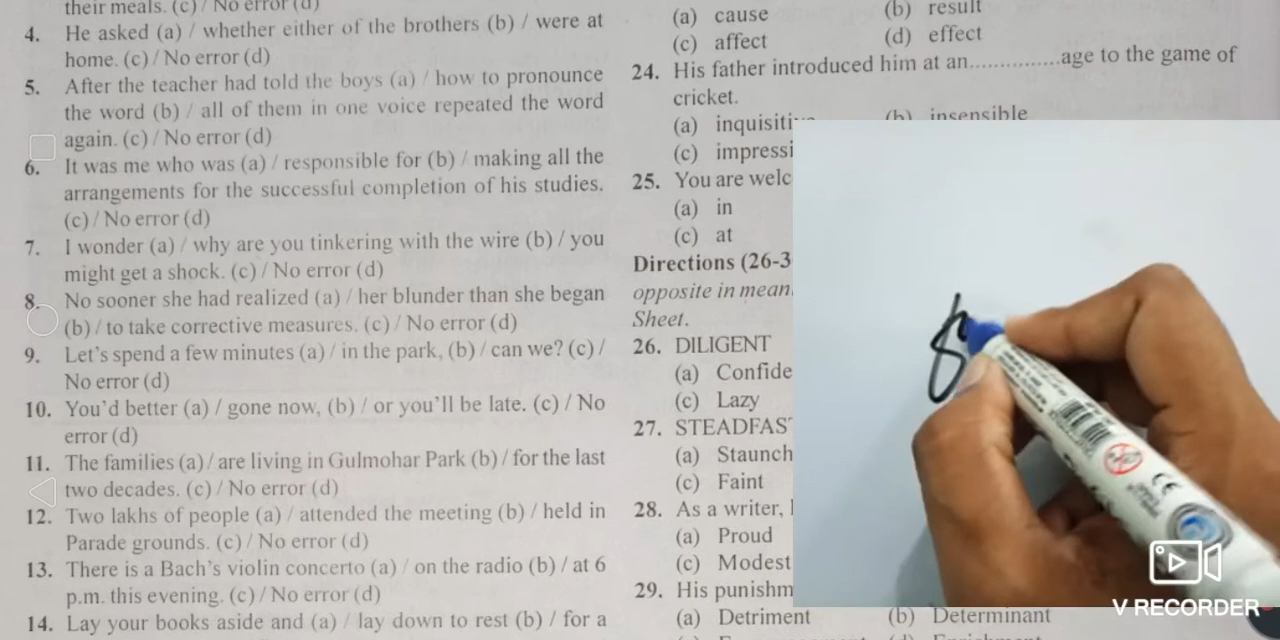 their meals. (c) / No error (d)
4. He asked (a) / whether either of the brothers (b) / were at
home. (c) / No error (d)
5. After the teacher had told the boys (a) / how to pronounce
the word (b) / all of them in one voice repeated the word
again. (c) / No error (d)
6. It was me who was (a) / responsible for (b) / making all the
arrangements for the successful completion of his studies.
(c) / No error (d)
7. I wonder (a) / why are you tinkering with the wire (b) / you
might get a shock. (c) / No error (d)
8. No sooner she had realized (a) / her blunder than she began
(b) / to take corrective measures. (c) / No error (d)
9. Let's spend a few minutes (a) / in the park, (b) / can we? (c) /
No error (d)
10. You'd better (a) / gone now, (b) / or you'll be late. (c) / No
error (d)
11. The families (a) / are living in Gulmohar Park (b) / for the last
two decades. (c) / No error (d)
12. Two lakhs of people (a) / attended the meeting (b) / held in
Parade grounds. (c) / No error (d)
13. There is a Bach's violin concerto (a) / on the radio (b) / at 6
p.m. this evening. (c) / No error (d)
14. Lay your books aside and (a) / lay down to rest (b) / for a
(a) cause (b) result
(c) affect (d) effect
24. His father introduced him at an...............age to the game of
cricket.
(a) inquisiti (b) insensible
(c) impressi
25. You are welc
(a) in
(c) at
Directions (26-3
opposite in mean
Sheet.
26. DILIGENT
(a) Confide
(c) Lazy
27. STEADFAST
(a) Staunch
(c) Faint
28. As a writer,
(a) Proud
(c) Modest
29. His punishm
(a) Detriment (b) Determinant
CE
V RECORDER